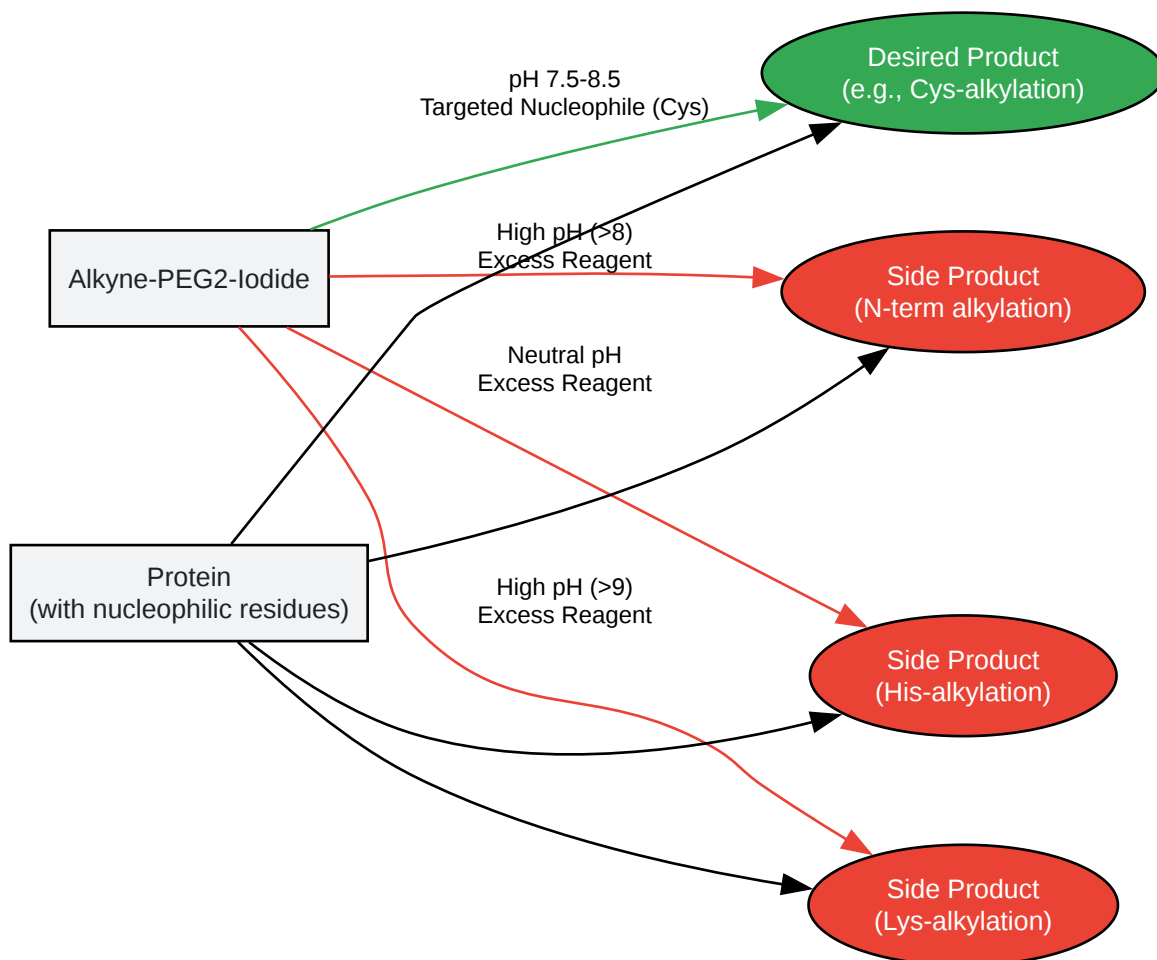 Desired Product
(e.g., Cys-alkylation)
pH 7.5-8.5
Targeted Nucleophile (Cys)
High pH (>8)
Excess Reagent
Alkyne-PEG2-Iodide
Side Product
(N-term alkylation)
Neutral pH
Excess Reagent
Protein
(with nucleophilic residues)
High pH (>9)
Excess Reagent
Side Product
(His-alkylation)
Side Product
(Lys-alkylation)